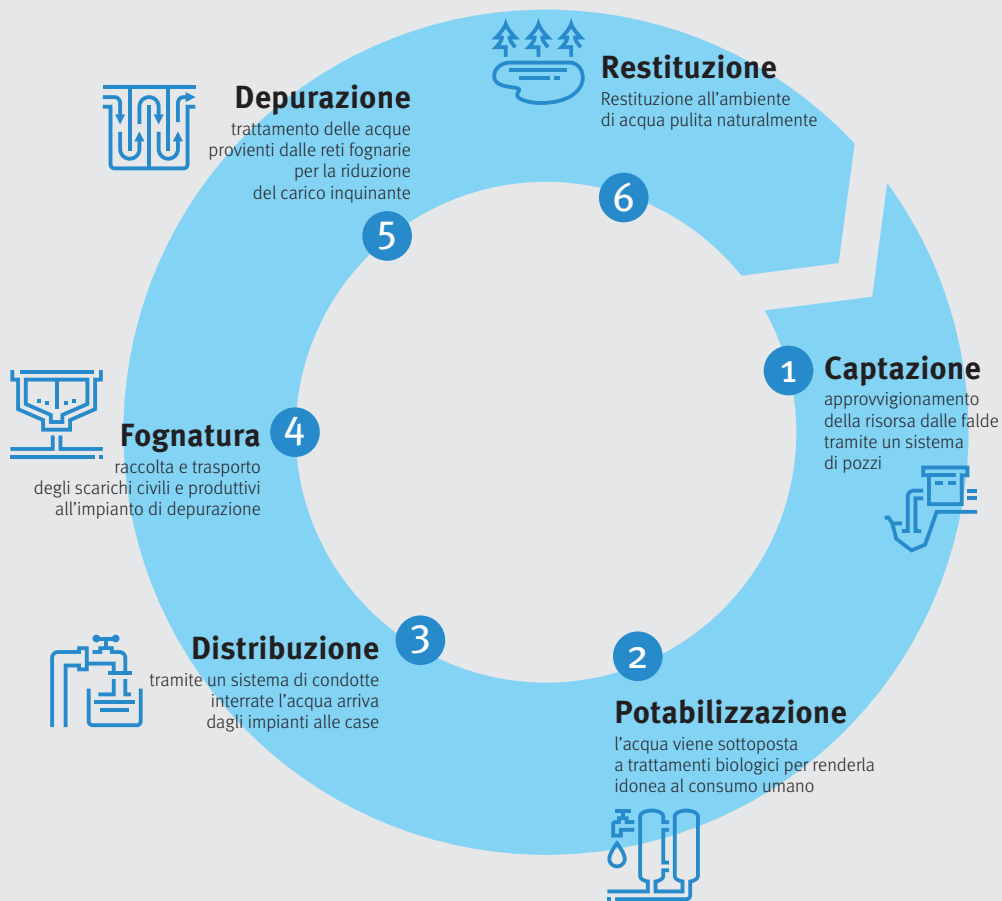 1
Captazione
approvvigionamento
della risorsa dalle falde
tramite un sistema
di pozzi
2
Potabilizzazione
l'acqua viene sottoposta
a trattamenti biologici per renderla
idonea al consumo umano
3
Distribuzione
tramite un sistema di condotte
interrate l'acqua arriva
dagli impianti alle case
4
Fognatura
raccolta e trasporto
degli scarichi civili e produttivi
all'impianto di depurazione
5
Depurazione
trattamento delle acque
provienti dalle reti fognarie
per la riduzione
del carico inquinante
6
Restituzione
Restituzione all'ambiente
di acqua pulita naturalmente